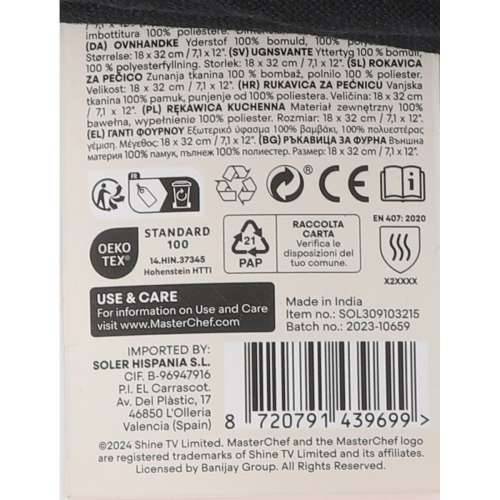 / 7,1 x 12".
imbottitura 100% poliestere.
(DA) OVNHANDKE Yderstof 100 % bomuld,
100 % polyesterfyldning.
Størrelse: 18 x 32 cm / 7,1 x 12". (SV) UGNSVANTE Yttertyg 100 % bomull,
100 % polyesterfyllning. Storlek: 18 x 32 cm / 7,1 x 12". (SL) ROKAVICA
ZA PEČICO Zunanja tkanina 100 % bombaž, polnilo 100 % poliester.
Velikost: 18 x 32 cm / 7,1 x 12". (HR) RUKAVICA ZA PEĆNICU Vanjska
tkanina 100% pamuk, punjenje od 100% poliestera. Veličina: 18 x 32 cm /
7,1 x 12". (PL) RĘKAWICA KUCHENNA Materiał zewnętrzny 100%
bawełna, wypełnienie 100% poliester. Rozmiar: 18 x 32 cm / 7,1 x 12".
(EL) ΓΑΝΤΙ ΦΟΥΡΝΟΥ Εξωτερικό ύφασμα 100% βαμβάκι, 100% πολυεστέρας
γέμιση. Μέγεθος: 18 x 32 cm / 7,1 x 12". (BG) РЪКАВИЦА ЗА ФУРНА Външна
материя 100% памук, пълнеж 100% полиестер. Размер: 18 x 32 cm / 7,1 x 12".
FR
CE
i
EN 407: 2020
OEKO
TEX®
STANDARD
100
14.HIN.37345
Hohenstein HTTI
21
PAP
RACCOLTA
CARTA
Verifica le
disposizioni del
tuo comune.
X2XXXX
USE & CARE
For information on Use and Care
visit www.MasterChef.com
Made in India
Item no.: SOL309103215
Batch no.: 2023-10659
IMPORTED BY:
SOLER HISPANIA S.L.
CIF. B-96947916
P.I. EL Carrascot.
Av. Del Plàstic, 17
46850 L'Olleria
Valencia (Spain)
8 720791 439699 >
©2024 Shine TV Limited. MasterChef and the MasterChef logo
are registered trademarks of Shine TV Limited and its affiliates.
Licensed by Banijay Group. All Rights Reserved.